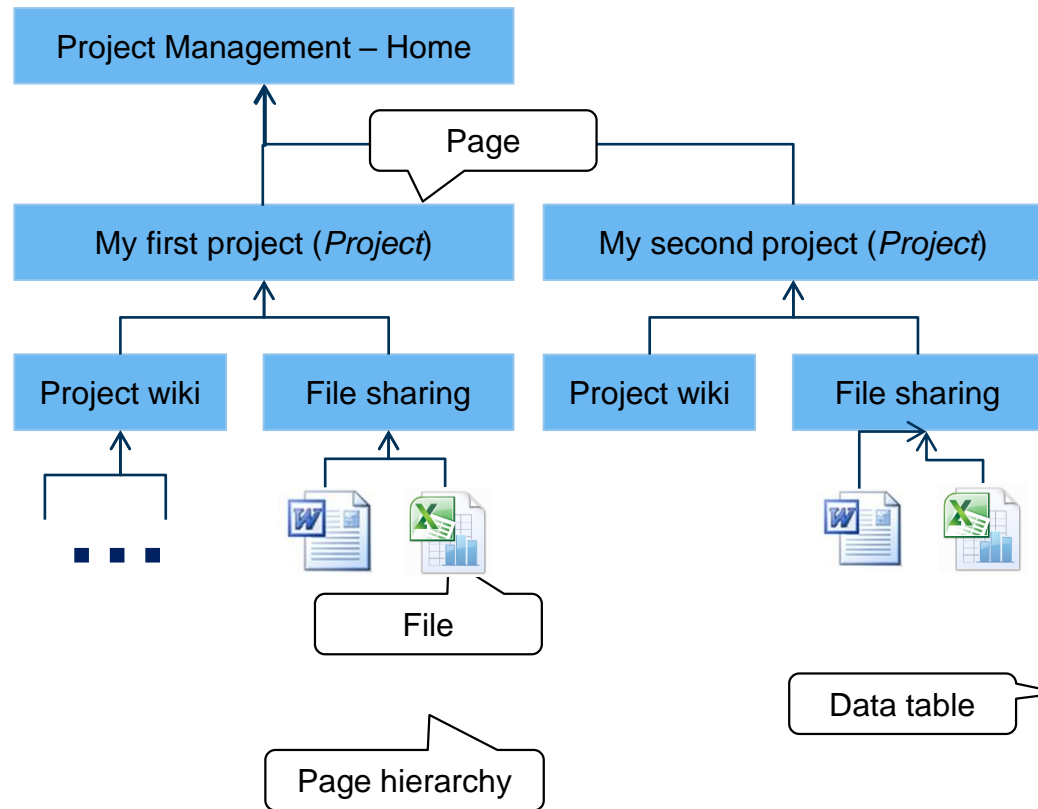 Project Management – Home
Page
My first project (Project)
My second project (Project)
Project wiki
File sharing
Project wiki
File sharing
W
X
W
X
File
Data table
Page hierarchy